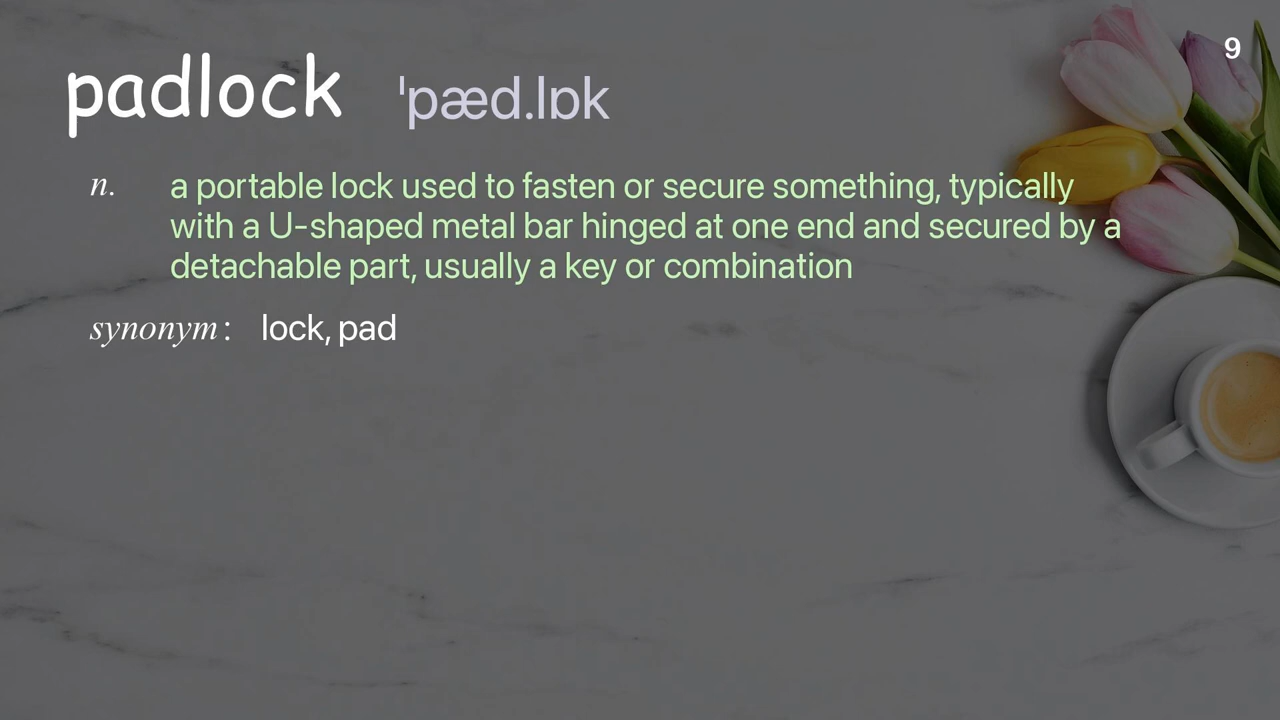 9
padlock ˈpæd.lɒk
n. a portable lock used to fasten or secure something, typically
with a U-shaped metal bar hinged at one end and secured by a
detachable part, usually a key or combination
synonym: lock, pad